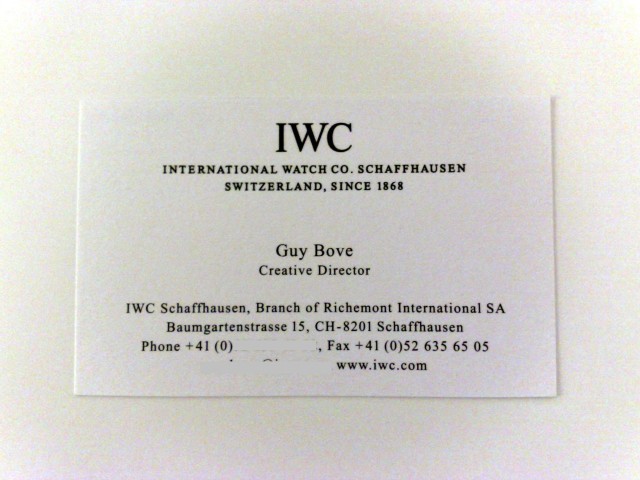 IWC
INTERNATIONAL WATCH CO. SCHAFFHAUSEN
SWITZERLAND, SINCE 1868
Guy Bove
Creative Director
IWC Schaffhausen, Branch of Richemont International SA
Baumgartenstrasse 15, CH-8201 Schaffhausen
Phone +41 (0) , Fax +41 (0)52 635 65 05
www.iwc.com